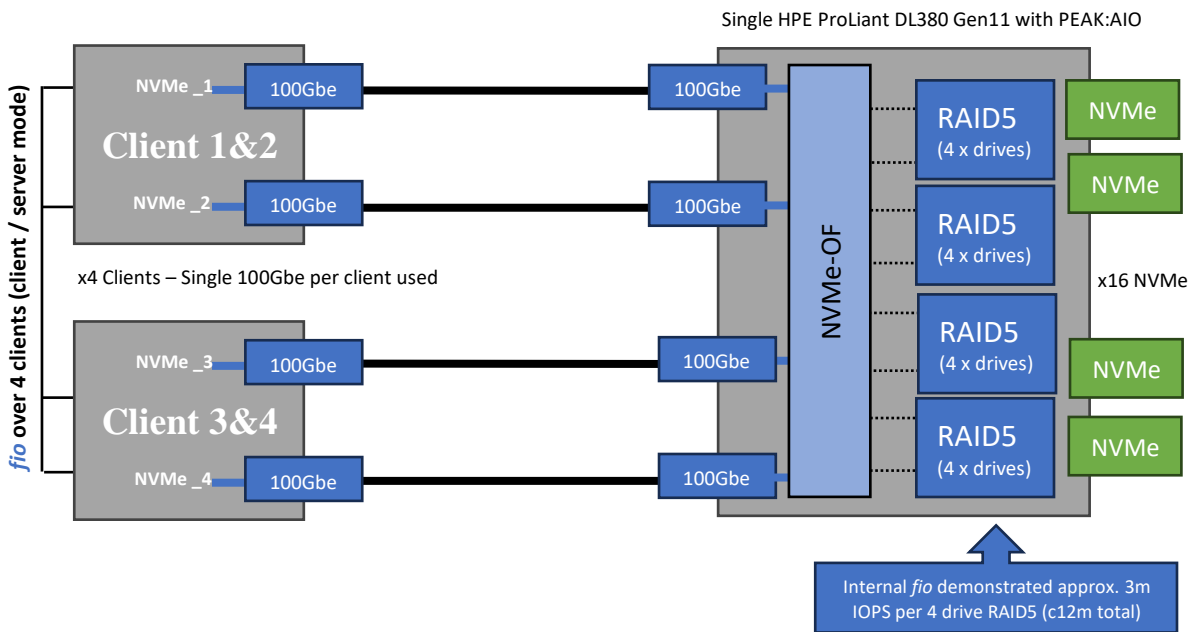 Single HPE ProLiant DL380 Gen11 with PEAK:AIO
fio over 4 clients (client / server mode)
NVMe _1
100Gbe
Client 1&2
NVMe _2
100Gbe
x4 Clients – Single 100Gbe per client used
NVMe _3
100Gbe
Client 3&4
NVMe _4
100Gbe
100Gbe
100Gbe
100Gbe
100Gbe
NVMe-OF
RAID5
(4 x drives)
RAID5
(4 x drives)
RAID5
(4 x drives)
RAID5
(4 x drives)
NVMe
NVMe
x16 NVMe
NVMe
NVMe
Internal fio demonstrated approx. 3m
IOPS per 4 drive RAID5 (c12m total)